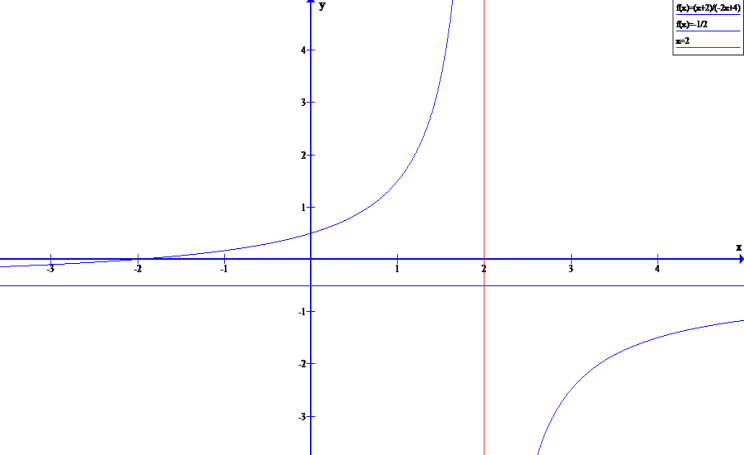 y
f(x)=(x+2)/(-2x+4)
f(x)=-1/2
x=2
4
3
2
1
x
-3
-2
-1
1
2
3
4
-1
-2
-3